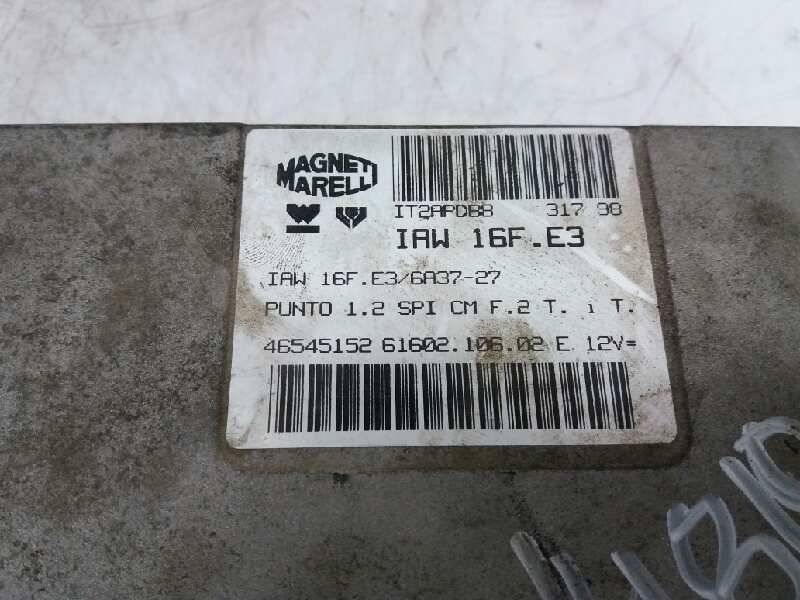 MAGNETI
MARELLI
IT2APDB8 317 98
IAW 16F.E3
IAW 16F.E3/6A37-27
PUNTO 1.2 SPI CM F.2 T. i T.
46545152 61602.106.02 E 12V=